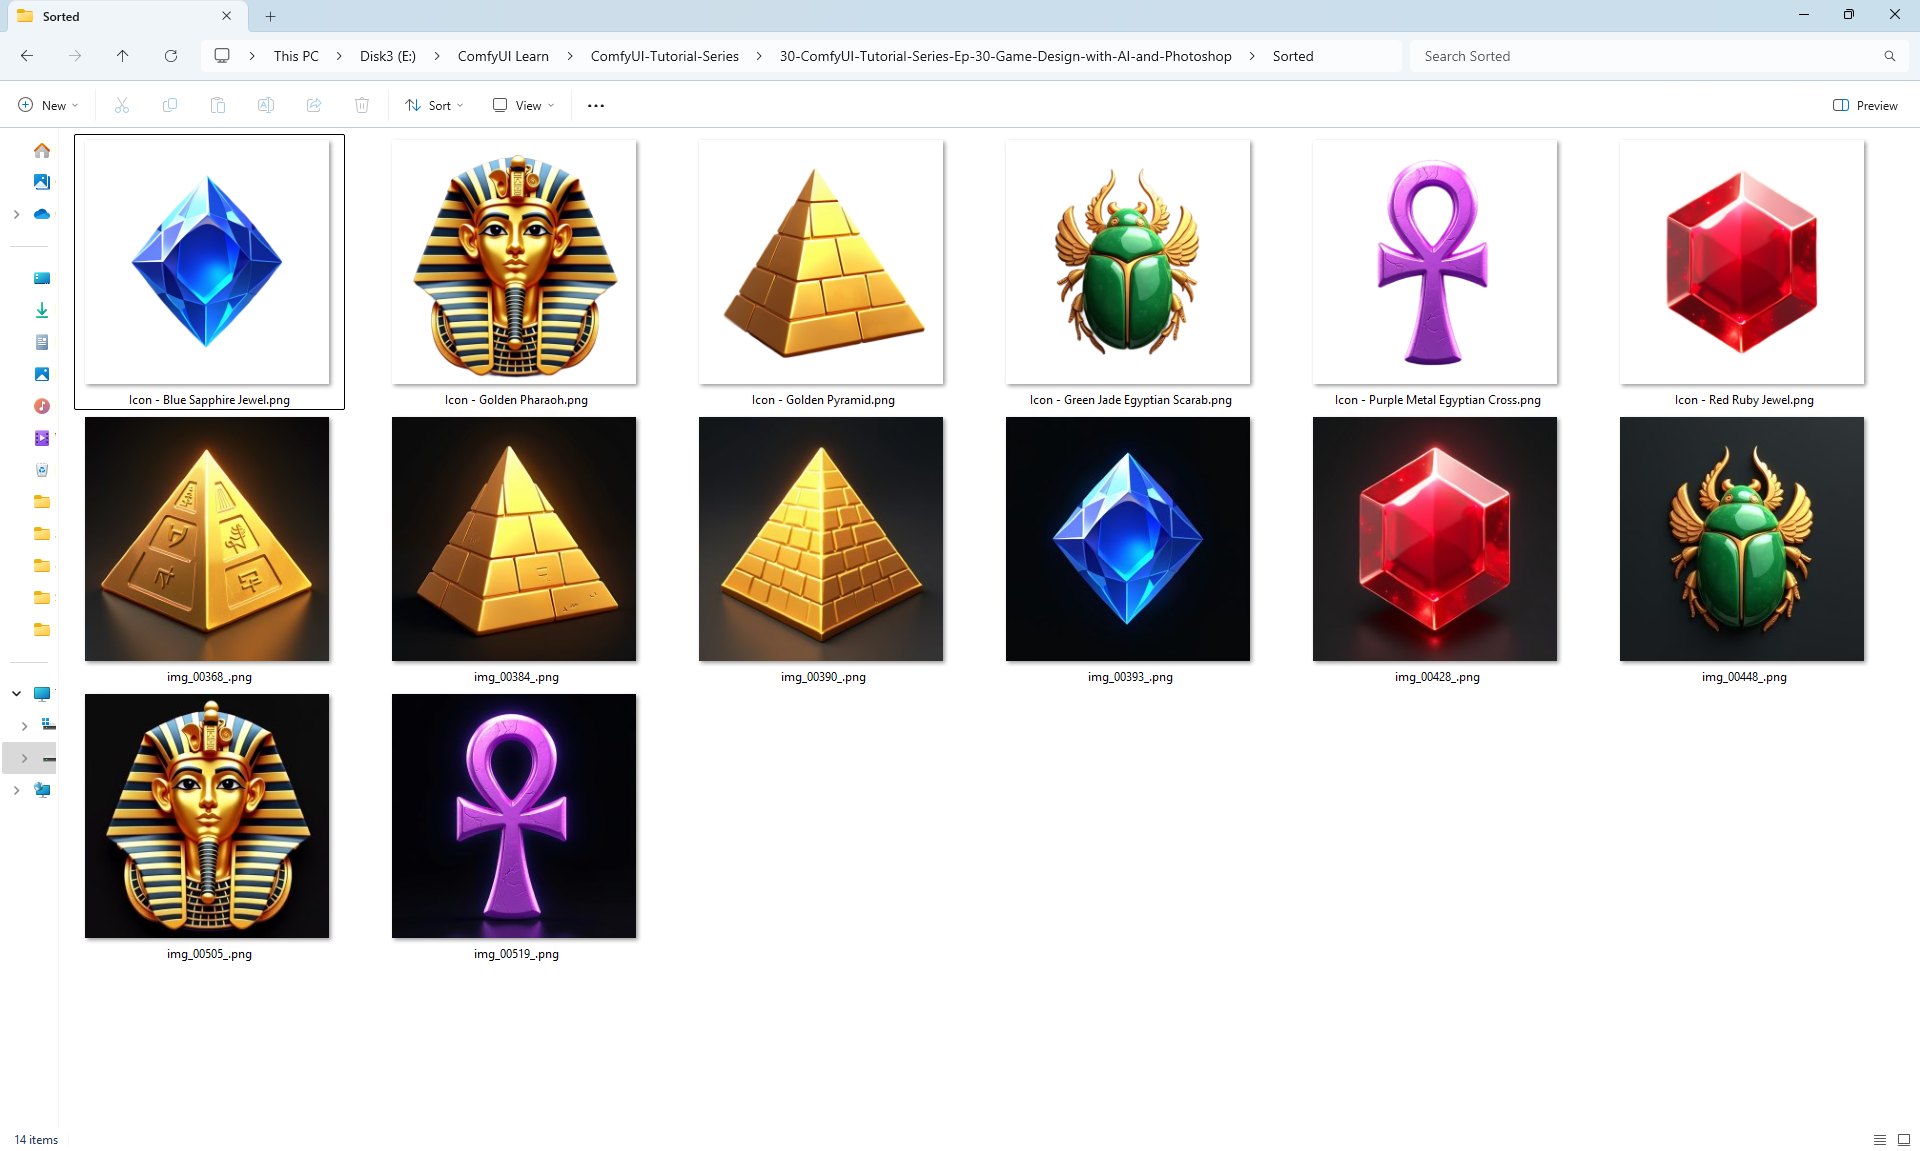 Sorted
This PC > Disk3 (E:) > ComfyUI Learn > ComfyUI-Tutorial-Series > 30-ComfyUI-Tutorial-Series-Ep-30-Game-Design-with-AI-and-Photoshop > Sorted
Search Sorted
New
Sort
View
Preview
Icon - Blue Sapphire Jewel.png
Icon - Golden Pharaoh.png
Icon - Golden Pyramid.png
Icon - Green Jade Egyptian Scarab.png
Icon - Purple Metal Egyptian Cross.png
Icon - Red Ruby Jewel.png
img_00368_.png
img_00384_.png
img_00390_.png
img_00393_.png
img_00428_.png
img_00448_.png
img_00505_.png
img_00519_.png
14 items